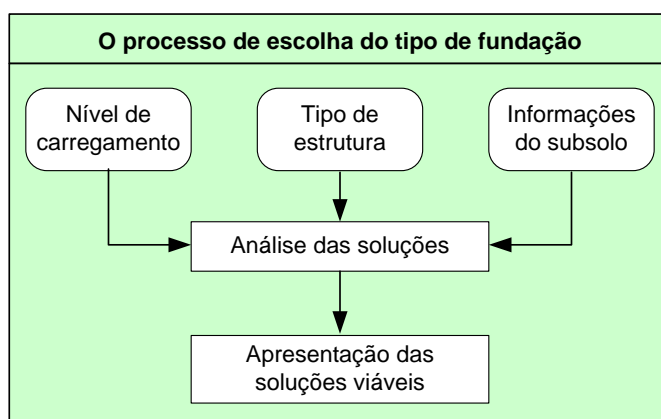 O processo de escolha do tipo de fundação
Nível de
carregamento
Tipo de
estrutura
Informações
do subsolo
Análise das soluções
Apresentação das
soluções viáveis